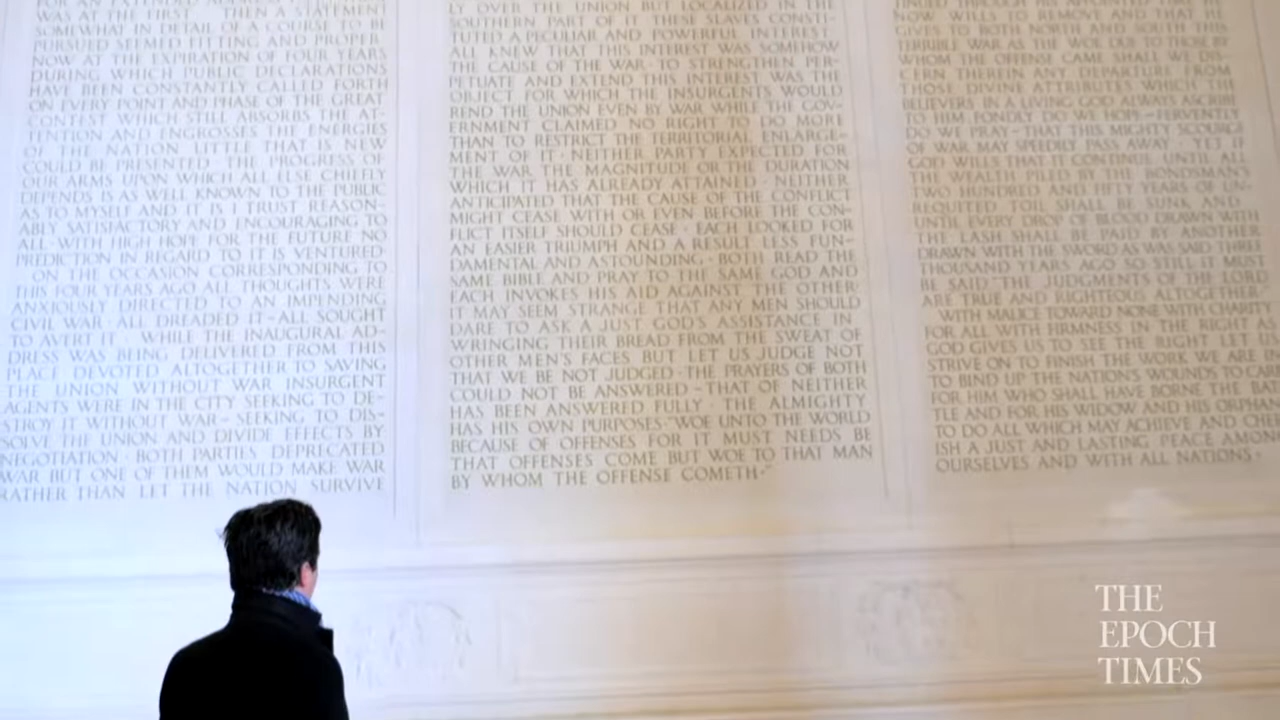 FOR AN EXTENDED ADDRESS
WAS AT THE FIRST · THEN A STATEMENT
SOMEWHAT IN DETAIL OF A COURSE TO BE
PURSUED SEEMED FITTING AND PROPER
NOW AT THE EXPIRATION OF FOUR YEARS
DURING WHICH PUBLIC DECLARATIONS
HAVE BEEN CONSTANTLY CALLED FORTH
ON EVERY POINT AND PHASE OF THE GREAT
CONTEST WHICH STILL ABSORBS THE AT-
TENTION AND ENGROSSES THE ENERGIES
OF THE NATION LITTLE THAT IS NEW
COULD BE PRESENTED · THE PROGRESS OF
OUR ARMS UPON WHICH ALL ELSE CHIEFLY
DEPENDS IS AS WELL KNOWN TO THE PUBLIC
AS TO MYSELF AND IT IS I TRUST REASON-
ABLY SATISFACTORY AND ENCOURAGING TO
ALL · WITH HIGH HOPE FOR THE FUTURE NO
PREDICTION IN REGARD TO IT IS VENTURED
ON THE OCCASION CORRESPONDING TO
THIS FOUR YEARS AGO ALL THOUGHTS WERE
ANXIOUSLY DIRECTED TO AN IMPENDING
CIVIL WAR · ALL DREADED IT – ALL SOUGHT
TO AVERT IT · WHILE THE INAUGURAL AD-
DRESS WAS BEING DELIVERED FROM THIS
PLACE DEVOTED ALTOGETHER TO SAVING
THE UNION WITHOUT WAR INSURGENT
AGENTS WERE IN THE CITY SEEKING TO DE-
STROY IT WITHOUT WAR – SEEKING TO DIS-
SOLVE THE UNION AND DIVIDE EFFECTS BY
NEGOTIATION · BOTH PARTIES DEPRECATED
WAR BUT ONE OF THEM WOULD MAKE WAR
RATHER THAN LET THE NATION SURVIVE
LY OVER THE UNION BUT LOCALIZED IN THE
SOUTHERN PART OF IT · THESE SLAVES CONSTI-
TUTED A PECULIAR AND POWERFUL INTEREST ·
ALL KNEW THAT THIS INTEREST WAS SOMEHOW
THE CAUSE OF THE WAR · TO STRENGTHEN PER-
PETUATE AND EXTEND THIS INTEREST WAS THE
OBJECT FOR WHICH THE INSURGENTS WOULD
REND THE UNION EVEN BY WAR WHILE THE GOV-
ERNMENT CLAIMED NO RIGHT TO DO MORE
THAN TO RESTRICT THE TERRITORIAL ENLARGE-
MENT OF IT · NEITHER PARTY EXPECTED FOR
THE WAR THE MAGNITUDE OR THE DURATION
WHICH IT HAS ALREADY ATTAINED · NEITHER
ANTICIPATED THAT THE CAUSE OF THE CONFLICT
MIGHT CEASE WITH OR EVEN BEFORE THE CON-
FLICT ITSELF SHOULD CEASE · EACH LOOKED FOR
AN EASIER TRIUMPH AND A RESULT LESS FUN-
DAMENTAL AND ASTOUNDING · BOTH READ THE
SAME BIBLE AND PRAY TO THE SAME GOD AND
EACH INVOKES HIS AID AGAINST THE OTHER ·
IT MAY SEEM STRANGE THAT ANY MEN SHOULD
DARE TO ASK A JUST GOD'S ASSISTANCE IN
WRINGING THEIR BREAD FROM THE SWEAT OF
OTHER MEN'S FACES BUT LET US JUDGE NOT
THAT WE BE NOT JUDGED · THE PRAYERS OF BOTH
COULD NOT BE ANSWERED – THAT OF NEITHER
HAS BEEN ANSWERED FULLY · THE ALMIGHTY
HAS HIS OWN PURPOSES · "WOE UNTO THE WORLD
BECAUSE OF OFFENSES FOR IT MUST NEEDS BE
THAT OFFENSES COME BUT WOE TO THAT MAN
BY WHOM THE OFFENSE COMETH · "
NOW WILLS TO REMOVE AND THAT HE
GIVES TO BOTH NORTH AND SOUTH THIS
TERRIBLE WAR AS THE WOE DUE TO THOSE BY
WHOM THE OFFENSE CAME SHALL WE DIS-
CERN THEREIN ANY DEPARTURE FROM
THOSE DIVINE ATTRIBUTES WHICH THE
BELIEVERS IN A LIVING GOD ALWAYS ASCRIBE
TO HIM · FONDLY DO WE HOPE – FERVENTLY
DO WE PRAY – THAT THIS MIGHTY SCOURGE
OF WAR MAY SPEEDILY PASS AWAY · YET IF
GOD WILLS THAT IT CONTINUE UNTIL ALL
THE WEALTH PILED BY THE BONDSMAN'S
TWO HUNDRED AND FIFTY YEARS OF UN-
REQUITED TOIL SHALL BE SUNK AND
UNTIL EVERY DROP OF BLOOD DRAWN WITH
THE LASH SHALL BE PAID BY ANOTHER
DRAWN WITH THE SWORD AS WAS SAID THREE
THOUSAND YEARS AGO SO STILL IT MUST
BE SAID "THE JUDGMENTS OF THE LORD
ARE TRUE AND RIGHTEOUS ALTOGETHER"
WITH MALICE TOWARD NONE WITH CHARITY
FOR ALL WITH FIRMNESS IN THE RIGHT AS
GOD GIVES US TO SEE THE RIGHT LET US
STRIVE ON TO FINISH THE WORK WE ARE IN
TO BIND UP THE NATION'S WOUNDS TO CARE
FOR HIM WHO SHALL HAVE BORNE THE BAT-
TLE AND FOR HIS WIDOW AND HIS ORPHAN
TO DO ALL WHICH MAY ACHIEVE AND CHE
ISH A JUST AND LASTING PEACE AMONG
OURSELVES AND WITH ALL NATIONS ·
THE
EPOCH
TIMES